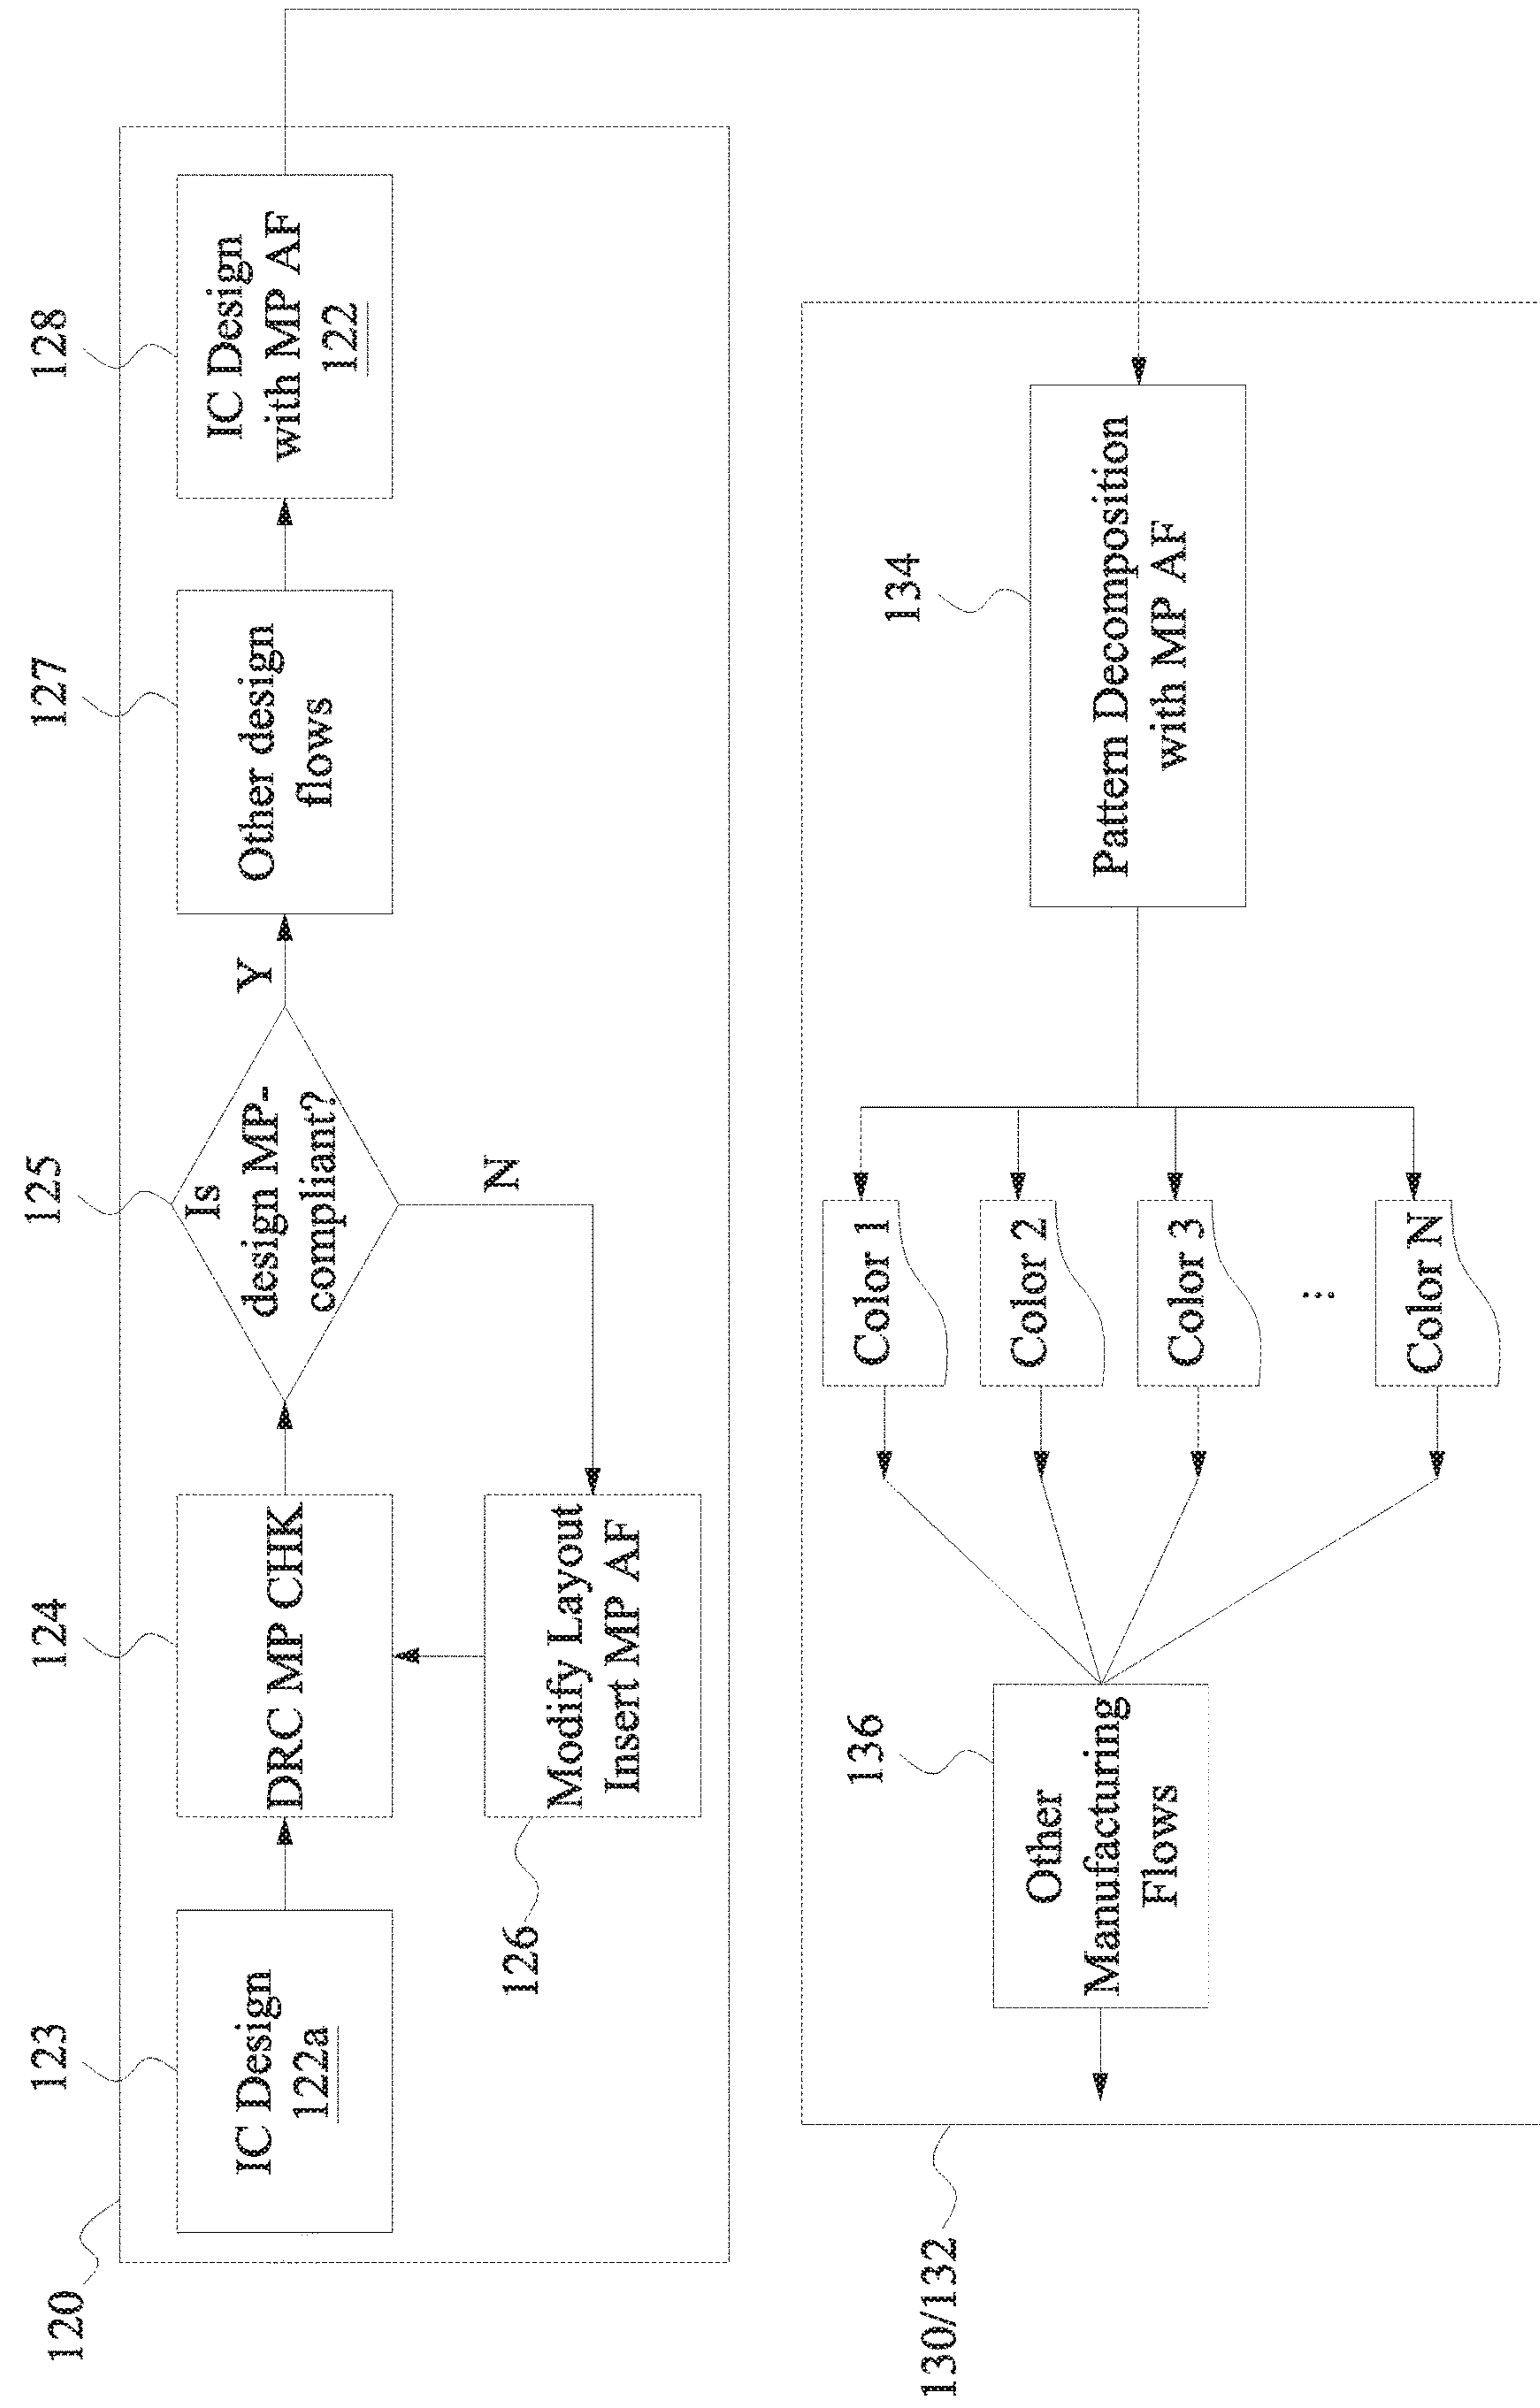 120
123
IC Design
122a
124
DRC MP CHK
125
Is
design MP-
compliant?
Y
N
126
Modify Layout
Insert MP AF
127
Other design
flows
128
IC Design
with MP AF
122
130/132
134
Pattern Decomposition
with MP AF
Color 1
Color 2
Color 3
...
Color N
136
Other
Manufacturing
Flows